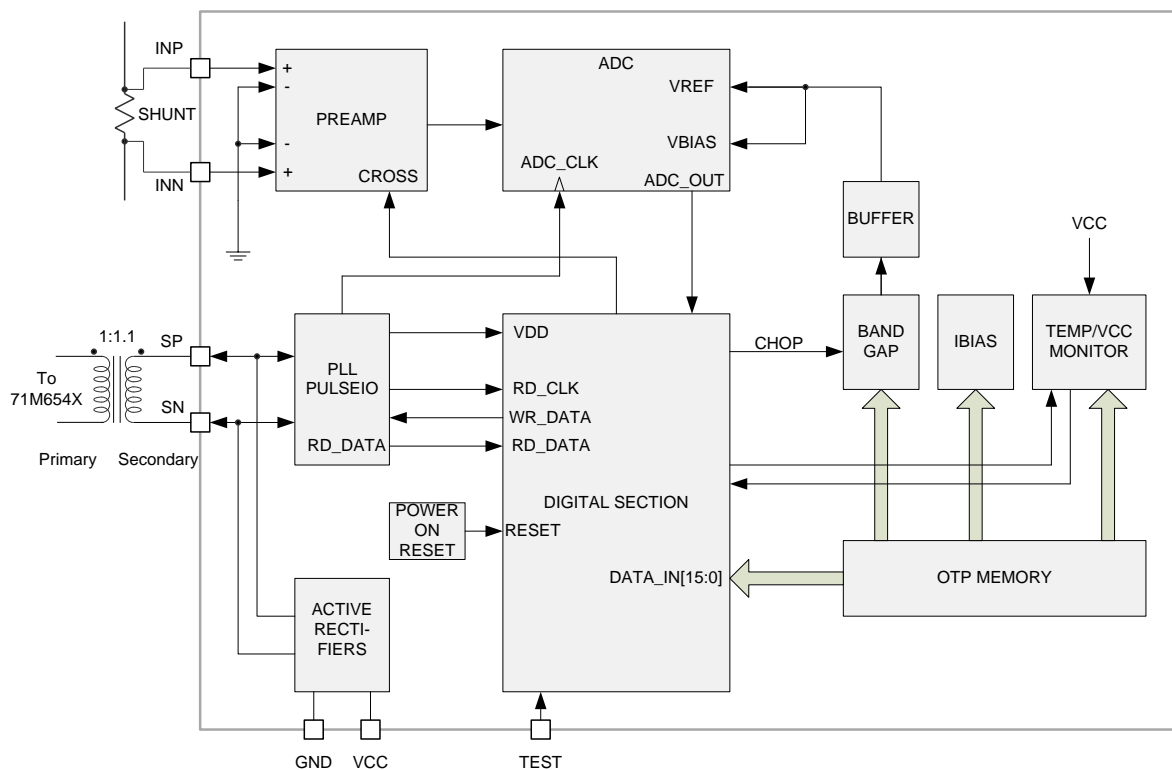 INP
+
-
SHUNT
PREAMP
-
INN
+
CROSS
ADC
VREF
VBIAS
ADC_CLK
ADC_OUT
BUFFER
VCC
1:1.1
SP
To
71M654X
SN
Primary
Secondary
PLL
PULSEIO
RD_DATA
VDD
RD_CLK
WR_DATA
RD_DATA
CHOP
BAND
GAP
IBIAS
TEMP/VCC
MONITOR
POWER
ON
RESET
RESET
DIGITAL SECTION
DATA_IN[15:0]
OTP MEMORY
ACTIVE
RECTI-
FIERS
GND
VCC
TEST